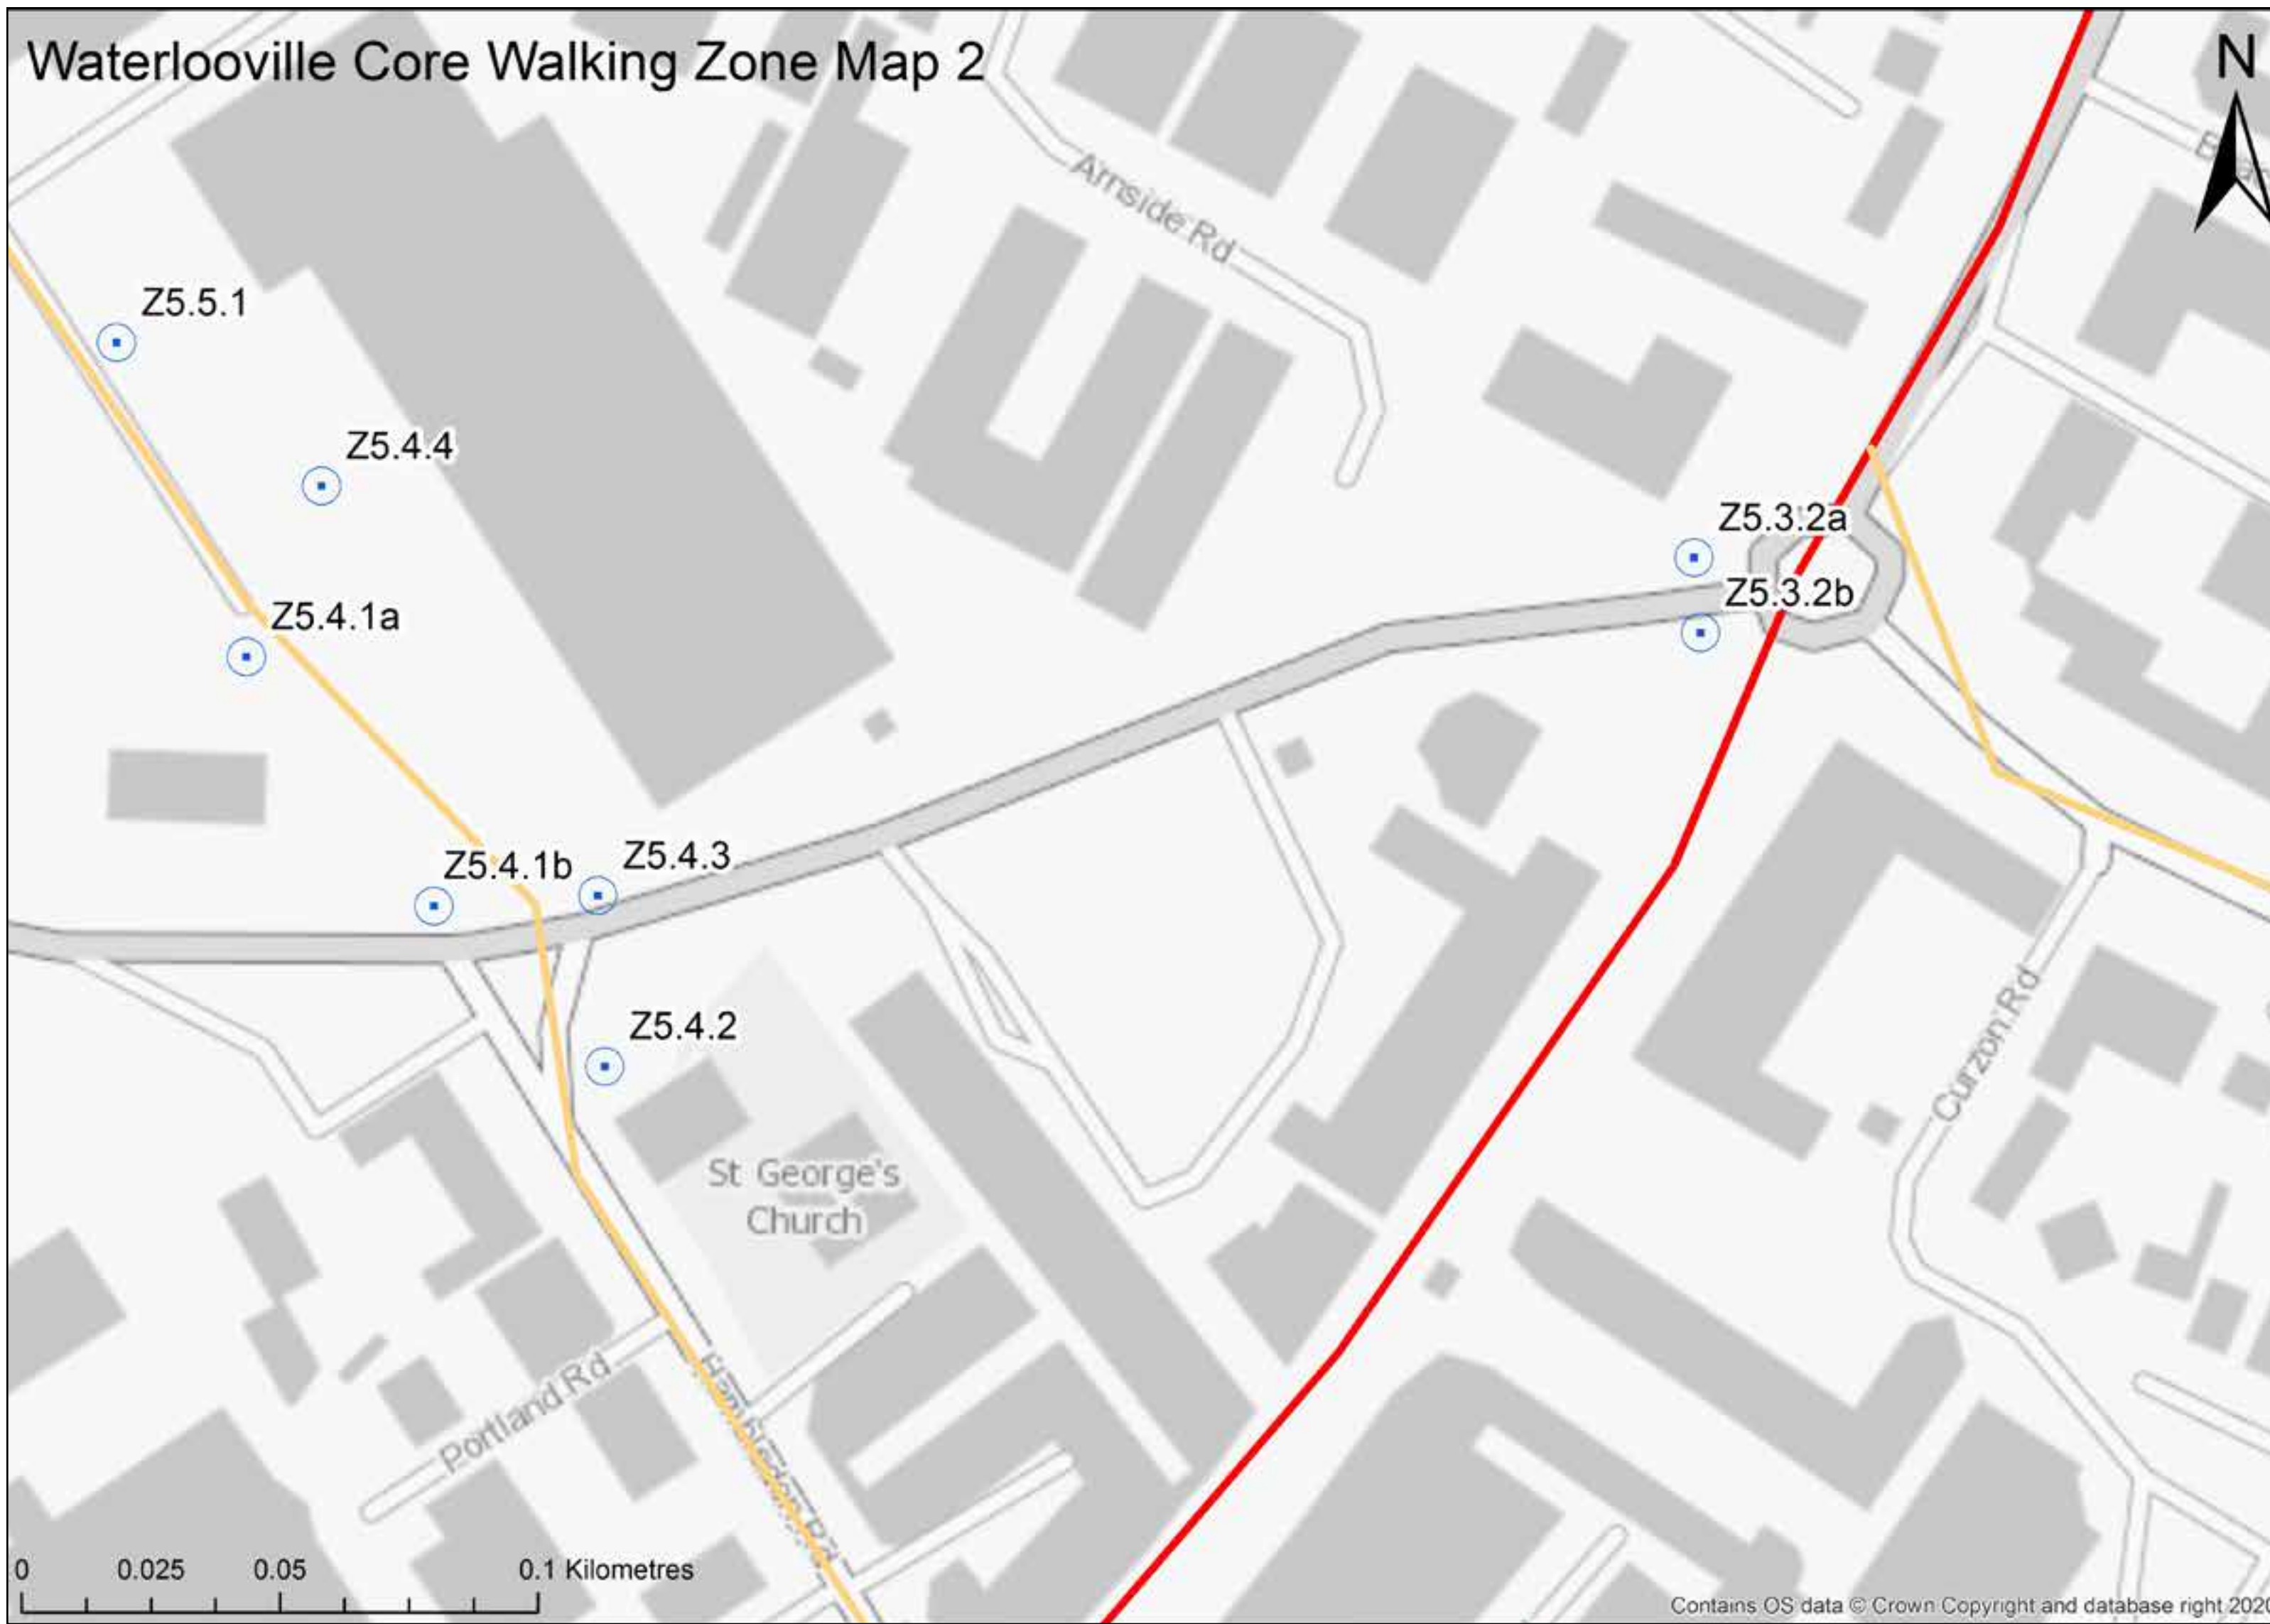 Waterlooville Core Walking Zone Map 2
N
Arnside Rd
Z5.5.1
Z5.4.4
Z5.3.2a
Z5.3.2b
Z5.4.1a
Z5.4.1b
Z5.4.3
Z5.4.2
Curzon Rd
St George's
Church
Portland Rd
Hambledon Rd
0 0.025 0.05 0.1 Kilometres
Contains OS data © Crown Copyright and database right 2020